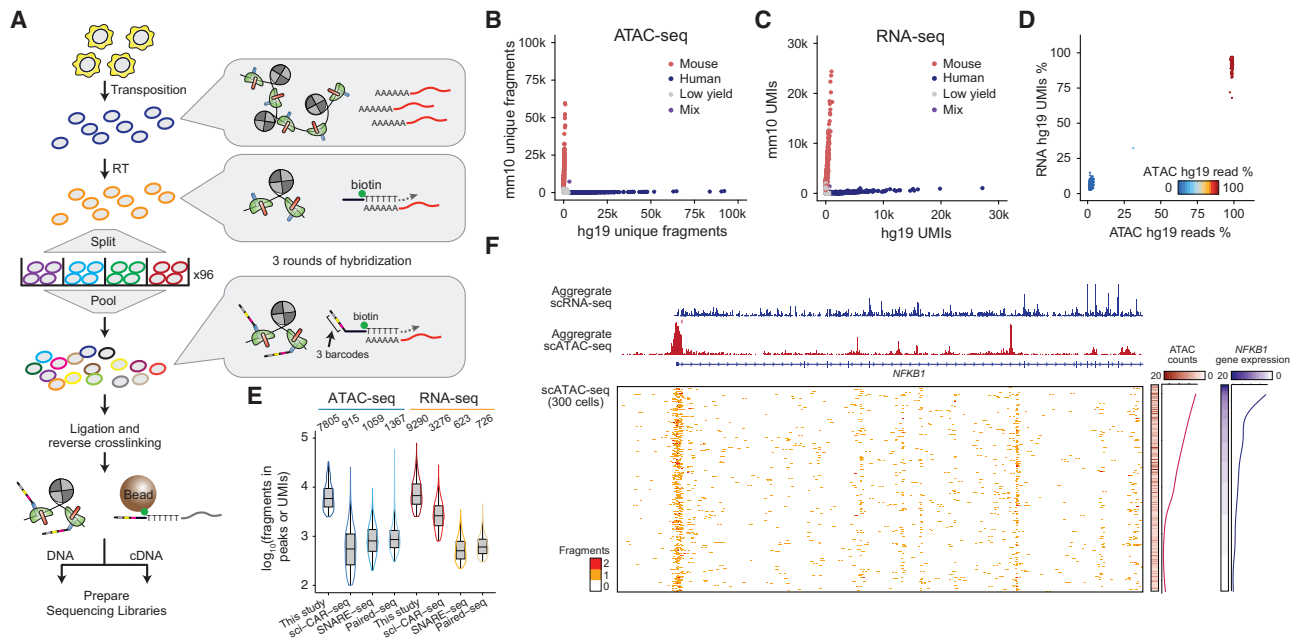 A
Transposition
AAAAAA
AAAAAA
AAAAAA
RT
biotin
TTTTTT
AAAAAA
Split
x96
Pool
3 rounds of hybridization
biotin
TTTTTT
AAAAAA
3 barcodes
Ligation and
reverse crosslinking
Bead
TTTTTT
DNA
cDNA
Prepare
Sequencing Libraries
B
ATAC-seq
mm10 unique fragments
100k
75k
50k
25k
0
Mouse
Human
Low yield
Mix
0
25k
50k
75k
100k
hg19 unique fragments
C
RNA-seq
mm10 UMIs
30k
20k
10k
0
Mouse
Human
Low yield
Mix
0
10k
20k
30k
hg19 UMIs
D
RNA hg19 UMIs %
100
75
50
25
0
ATAC hg19 read %
0
100
0
25
50
75
100
ATAC hg19 reads %
E
ATAC-seq
RNA-seq
7805
915
1059
1367
9290
3276
623
726
log10(fragments in
peaks or UMIs)
5
4
3
2
This study
sci-CAR-seq
SNARE-seq
Paired-seq
This study
sci-CAR-seq
SNARE-seq
Paired-seq
F
Aggregate
scRNA-seq
Aggregate
scATAC-seq
NFKB1
scATAC-seq
(300 cells)
Fragments
2
1
0
ATAC
counts
20
0
NFKB1
gene expression
20
0